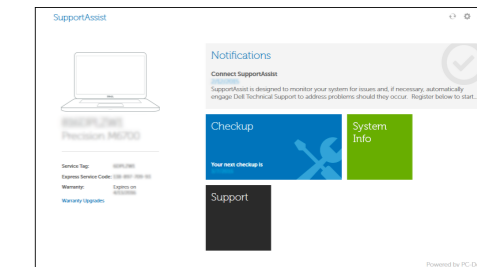 SupportAssist
Notifications
Connect SupportAssist
SupportAssist is designed to monitor your system for issues and, if necessary, automatically
engage Dell Technical Support to address problems should they occur. Register below to start...
Precision M6700
Checkup
System
Info
Service Tag:
Express Service Code:
Your next checkup is
Warranty: Expires on
Warranty Upgrades
Support
Powered by PC-D